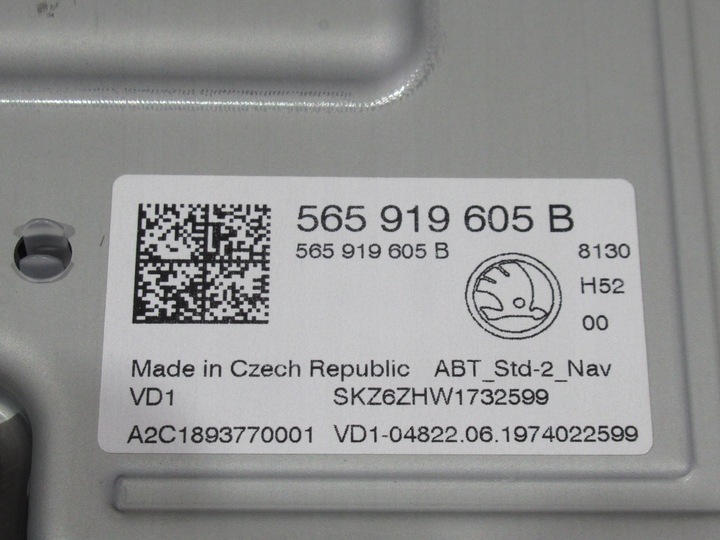 565 919 605 B
565 919 605 B 8130
H52
00
Made in Czech Republic ABT_Std-2_Nav
VD1 SKZ6ZHW1732599
A2C1893770001 VD1-04822.06.1974022599